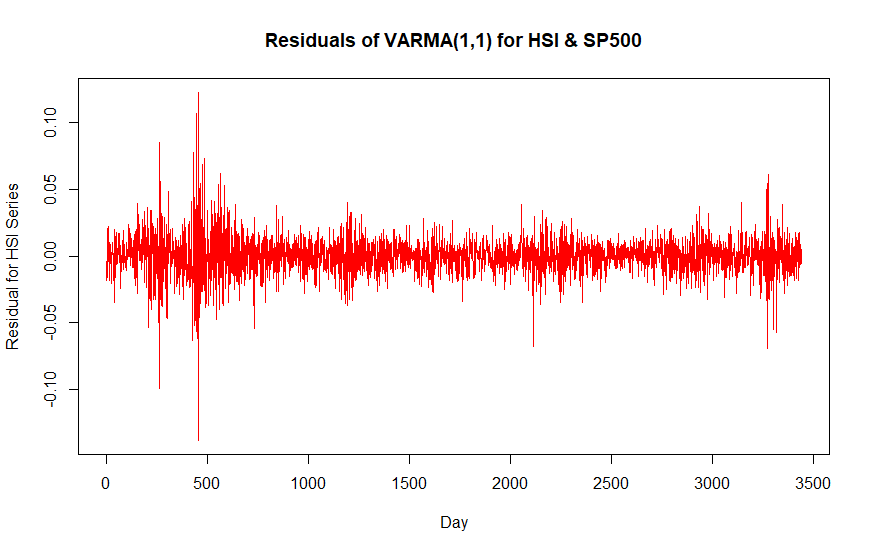 Residuals of VARMA(1,1) for HSI & SP500
Residual for HSI Series
0.10
0.05
0.00
-0.05
-0.10
0 500 1000 1500 2000 2500 3000 3500
Day